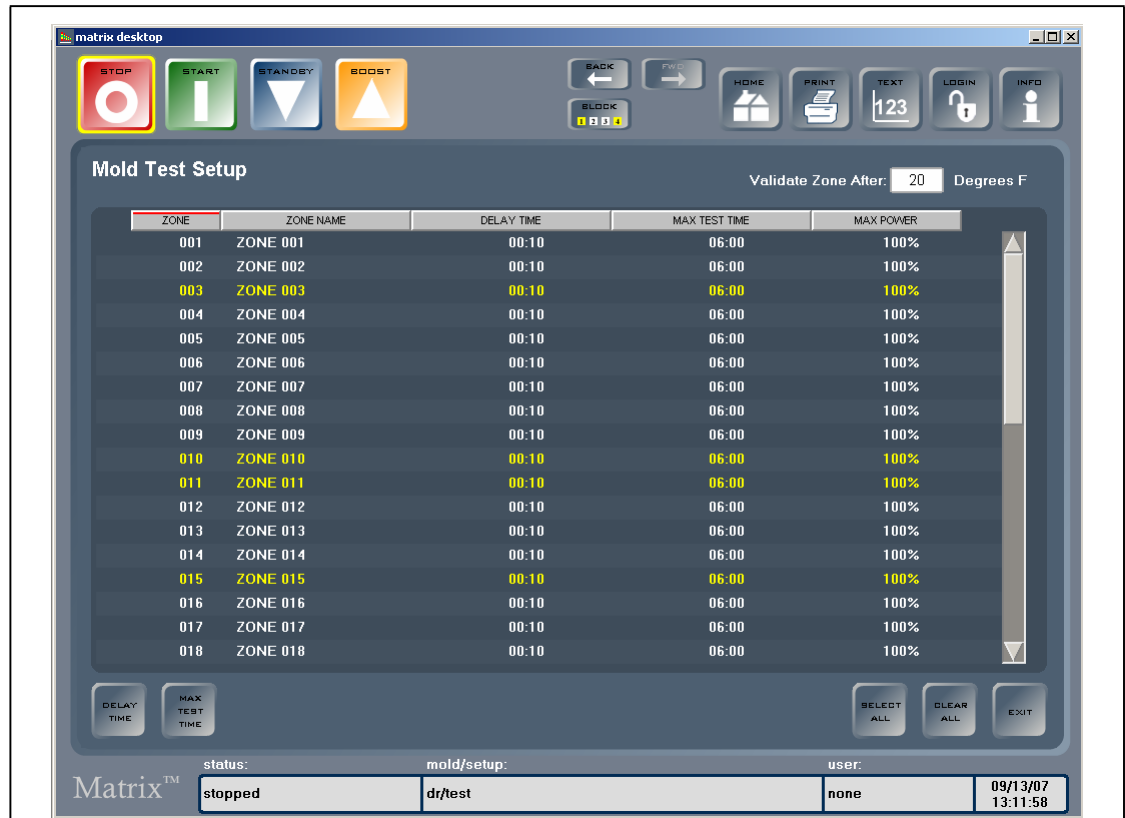 matrix desktop
STOP START STANDBY BOOST BACK FWD
HOME PRINT TEXT LOGIN INFO
123
BLOCK
1 2 3 4
Mold Test Setup
Validate Zone After: 20 Degrees F
ZONE ZONE NAME DELAY TIME MAX TEST TIME MAX POWER
001 ZONE 001 00:10 06:00 100%
002 ZONE 002 00:10 06:00 100%
003 ZONE 003 00:10 06:00 100%
004 ZONE 004 00:10 06:00 100%
005 ZONE 005 00:10 06:00 100%
006 ZONE 006 00:10 06:00 100%
007 ZONE 007 00:10 06:00 100%
008 ZONE 008 00:10 06:00 100%
009 ZONE 009 00:10 06:00 100%
010 ZONE 010 00:10 06:00 100%
011 ZONE 011 00:10 06:00 100%
012 ZONE 012 00:10 06:00 100%
013 ZONE 013 00:10 06:00 100%
014 ZONE 014 00:10 06:00 100%
015 ZONE 015 00:10 06:00 100%
016 ZONE 016 00:10 06:00 100%
017 ZONE 017 00:10 06:00 100%
018 ZONE 018 00:10 06:00 100%
DELAY TIME
MAX TEST TIME
SELECT ALL
CLEAR ALL
EXIT
status: mold/setup: user:
Matrix™ stopped dr/test none 09/13/07
13:11:58